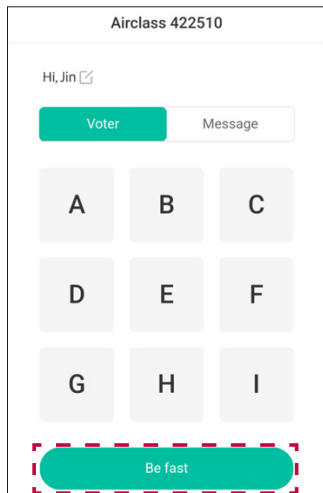 Airclass 422510
Hi, Jin
Voter Message
A B C
D E F
G H I
Be fast